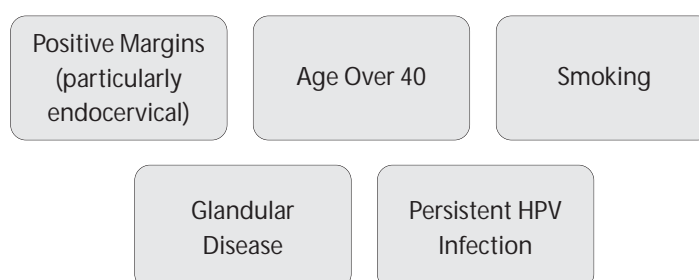 Positive Margins
(particularly
endocervical)
Age Over 40
Smoking
Glandular
Disease
Persistent HPV
Infection